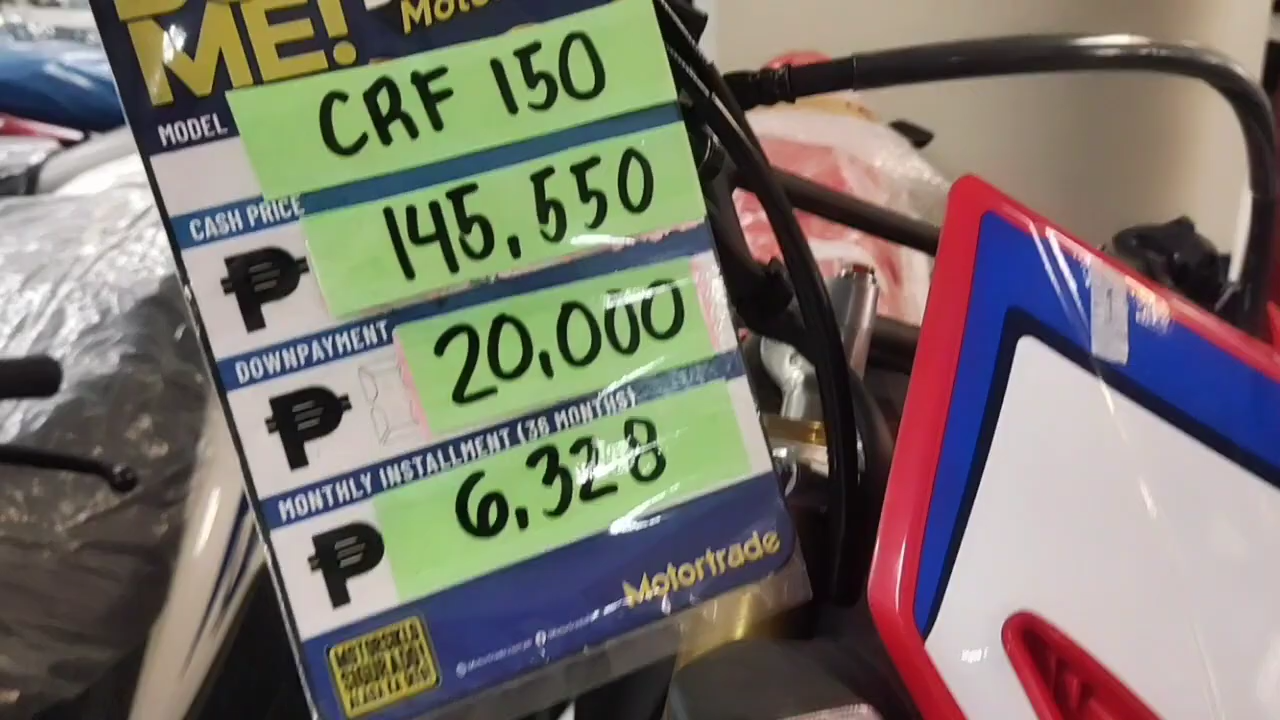 ME!
MODEL
CRF 150
CASH PRICE
₱ 145,550
DOWNPAYMENT
₱ 20,000
MONTHLY INSTALLMENT (36 MONTHS)
₱ 6,328
Motortrade